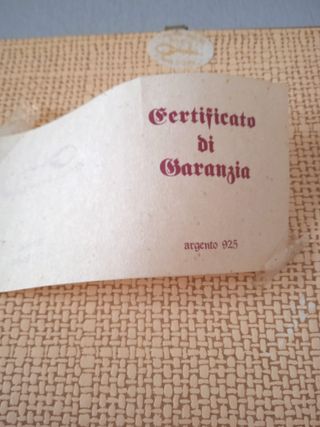 Certificato
di
Garanzia
argento 925